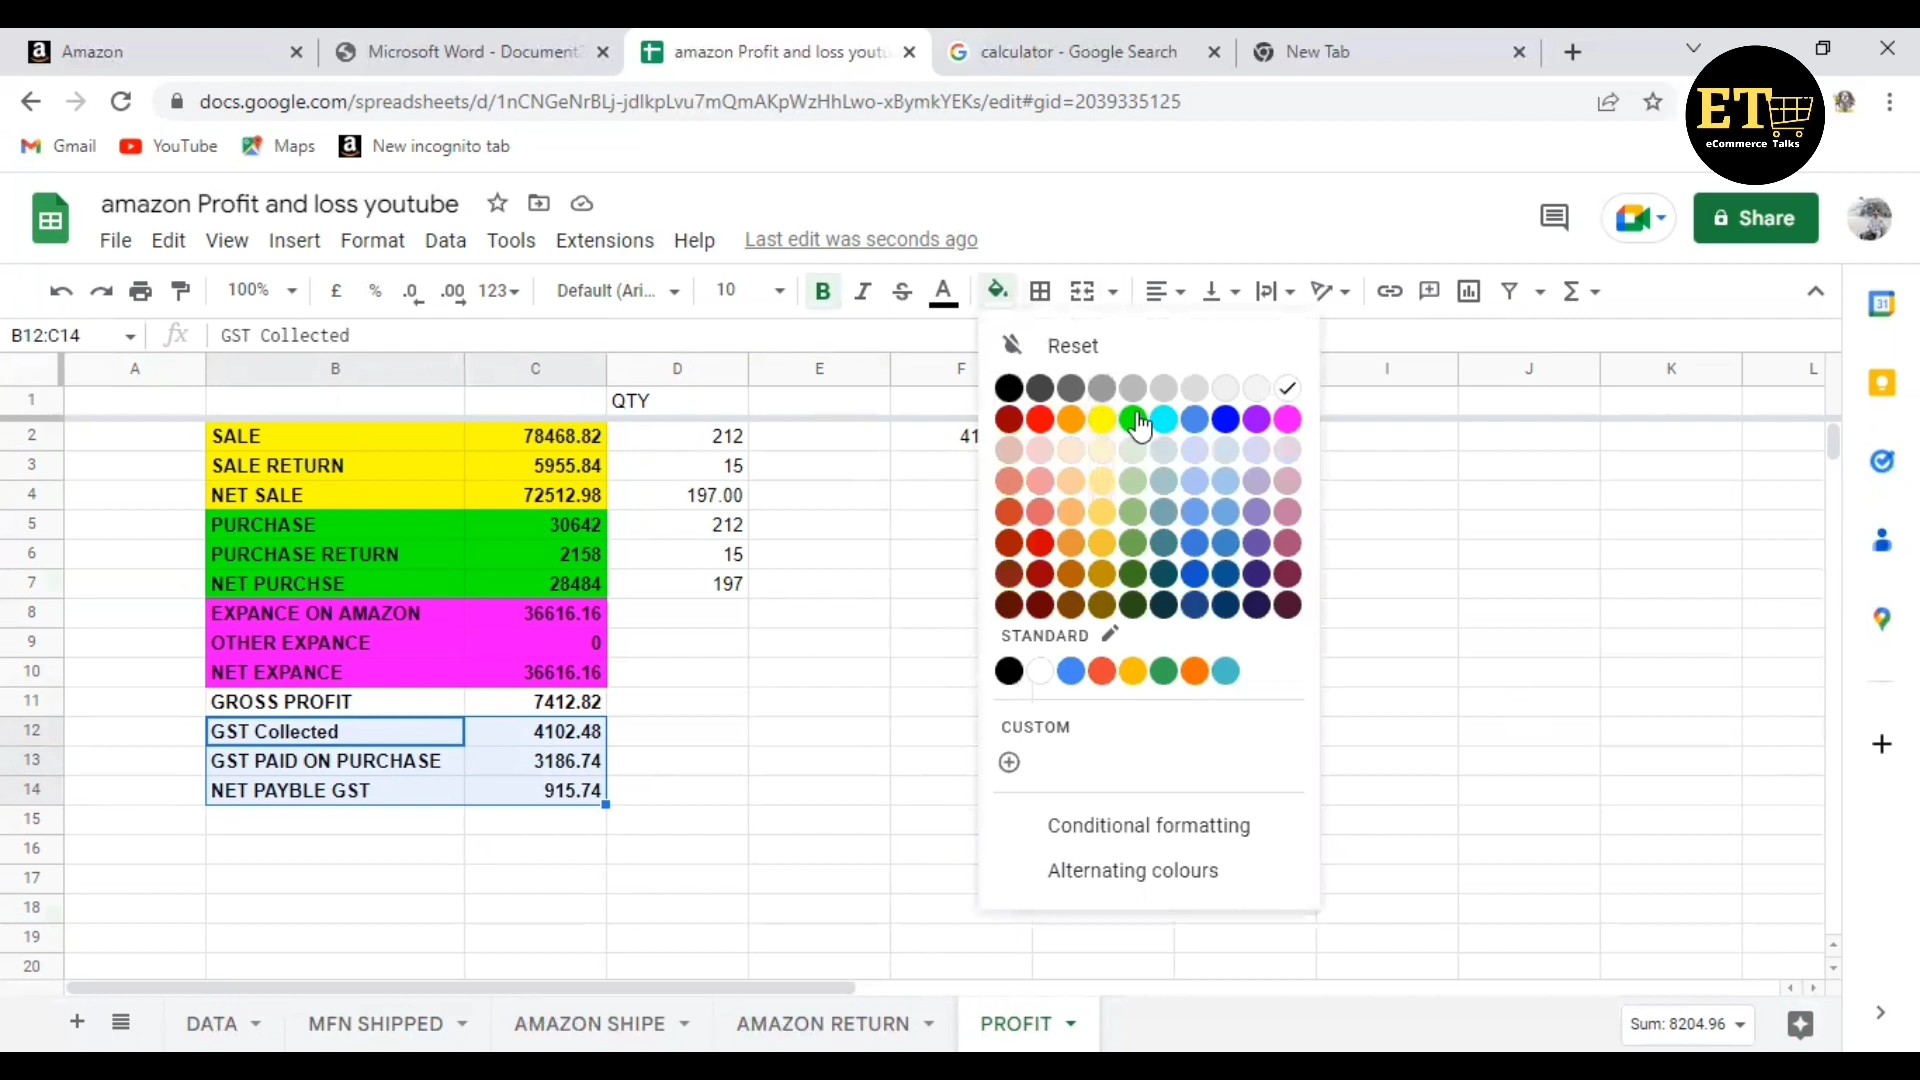 Amazon
Microsoft Word - Document
amazon Profit and loss youtu
calculator - Google Search
New Tab
docs.google.com/spreadsheets/d/1nCNGeNrBLj-jdIkpLvu7mQmAKpWzHhLwo-xBymkYEKs/edit#gid=2039335125
ET
eCommerce Talks
Gmail
YouTube
Maps
New incognito tab
amazon Profit and loss youtube
File Edit View Insert Format Data Tools Extensions Help
Last edit was seconds ago
Share
100% £ % .0 .00 123 Default (Ari... 10 B I S A
B12:C14 fx GST Collected
A B C D E F I J K L
1 QTY
2 SALE 78468.82 212 41
3 SALE RETURN 5955.84 15
4 NET SALE 72512.98 197.00
5 PURCHASE 30642 212
6 PURCHASE RETURN 2158 15
7 NET PURCHSE 28484 197
8 EXPANCE ON AMAZON 36616.16
9 OTHER EXPANCE 0
10 NET EXPANCE 36616.16
11 GROSS PROFIT 7412.82
12 GST Collected 4102.48
13 GST PAID ON PURCHASE 3186.74
14 NET PAYBLE GST 915.74
15
16
17
18
19
20
Reset
STANDARD
CUSTOM
Conditional formatting
Alternating colours
31
DATA
MFN SHIPPED
AMAZON SHIPE
AMAZON RETURN
PROFIT
Sum: 8204.96